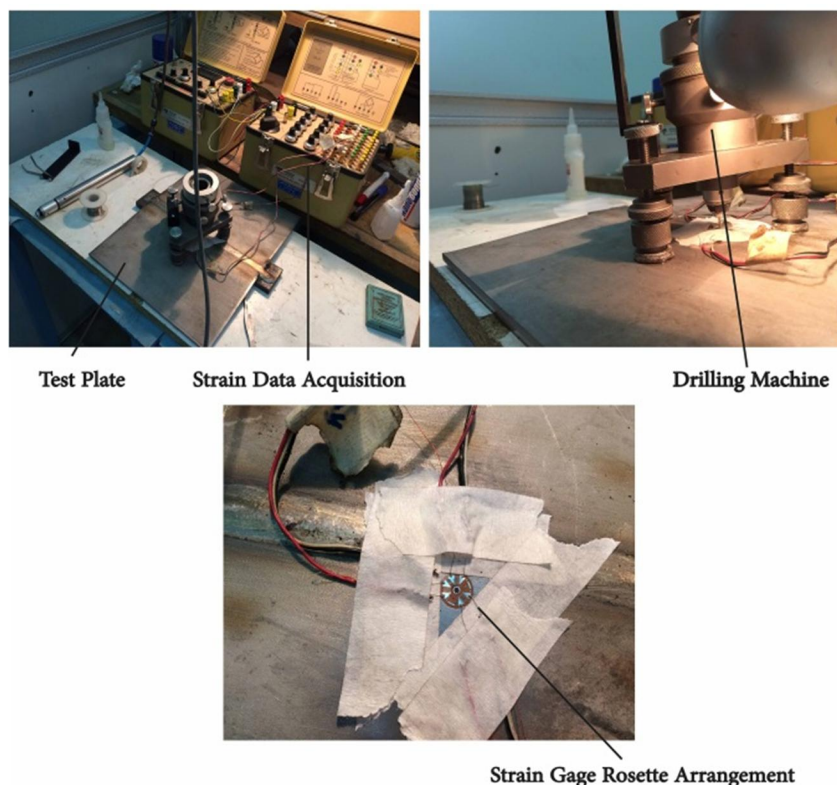 Test Plate
Strain Data Acquisition
Drilling Machine
Strain Gage Rosette Arrangement